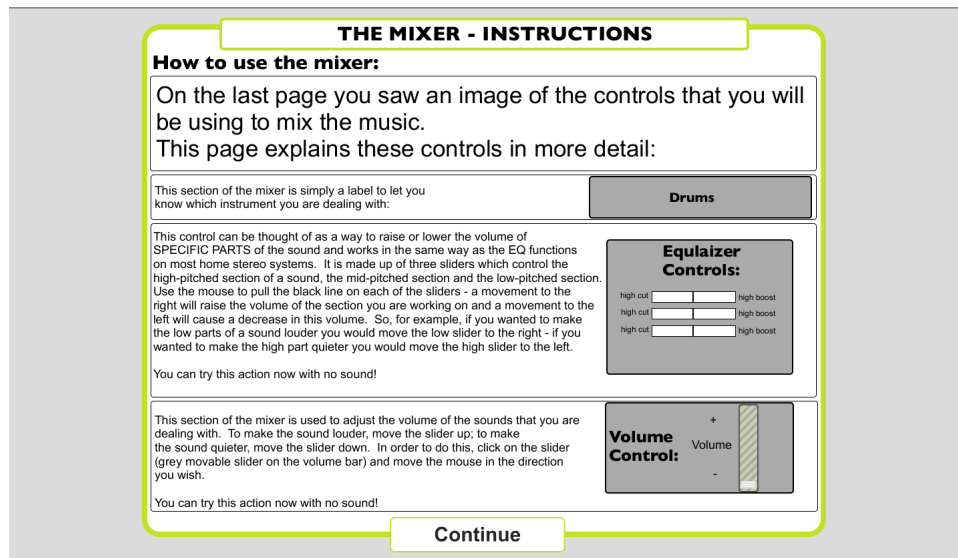 THE MIXER - INSTRUCTIONS
How to use the mixer:
On the last page you saw an image of the controls that you will
be using to mix the music.
This page explains these controls in more detail:
This section of the mixer is simply a label to let you
know which instrument you are dealing with:
Drums
This control can be thought of as a way to raise or lower the volume of
SPECIFIC PARTS of the sound and works in the same way as the EQ functions
on most home stereo systems. It is made up of three sliders which control the
high-pitched section of a sound, the mid-pitched section and the low-pitched section.
Use the mouse to pull the black line on each of the sliders - a movement to the
right will raise the volume of the section you are working on and a movement to the
left will cause a decrease in this volume. So, for example, if you wanted to make
the low parts of a sound louder you would move the low slider to the right - if you
wanted to make the high part quieter you would move the high slider to the left.
You can try this action now with no sound!
Equlaizer
Controls:
high cut high boost
high cut high boost
high cut high boost
This section of the mixer is used to adjust the volume of the sounds that you are
dealing with. To make the sound louder, move the slider up; to make
the sound quieter, move the slider down. In order to do this, click on the slider
(grey movable slider on the volume bar) and move the mouse in the direction
you wish.
You can try this action now with no sound!
Volume
Control:
+
Volume
-
Continue